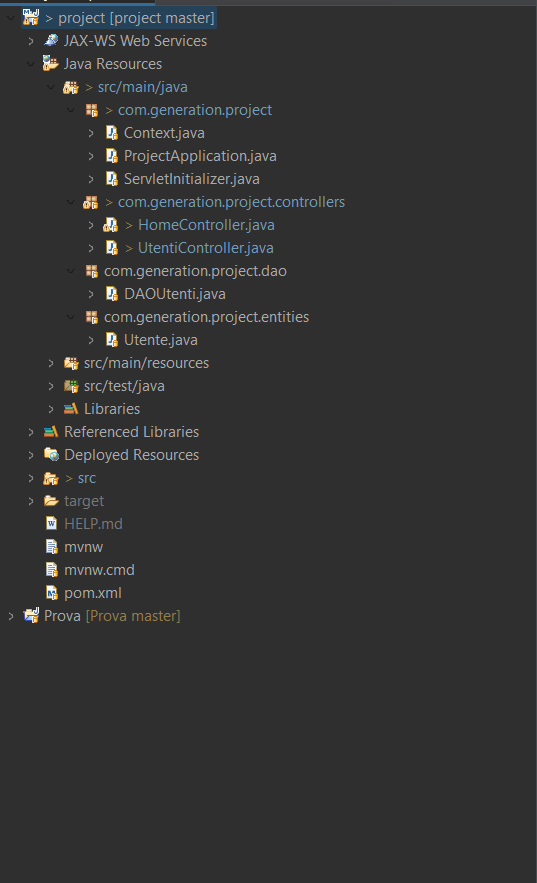 > project [project master]
JAX-WS Web Services
Java Resources
> src/main/java
> com.generation.project
Context.java
ProjectApplication.java
ServletInitializer.java
> com.generation.project.controllers
> HomeController.java
> UtentiController.java
com.generation.project.dao
DAOUtenti.java
com.generation.project.entities
Utente.java
src/main/resources
src/test/java
Libraries
Referenced Libraries
Deployed Resources
> src
target
HELP.md
mvnw
mvnw.cmd
pom.xml
Prova [Prova master]